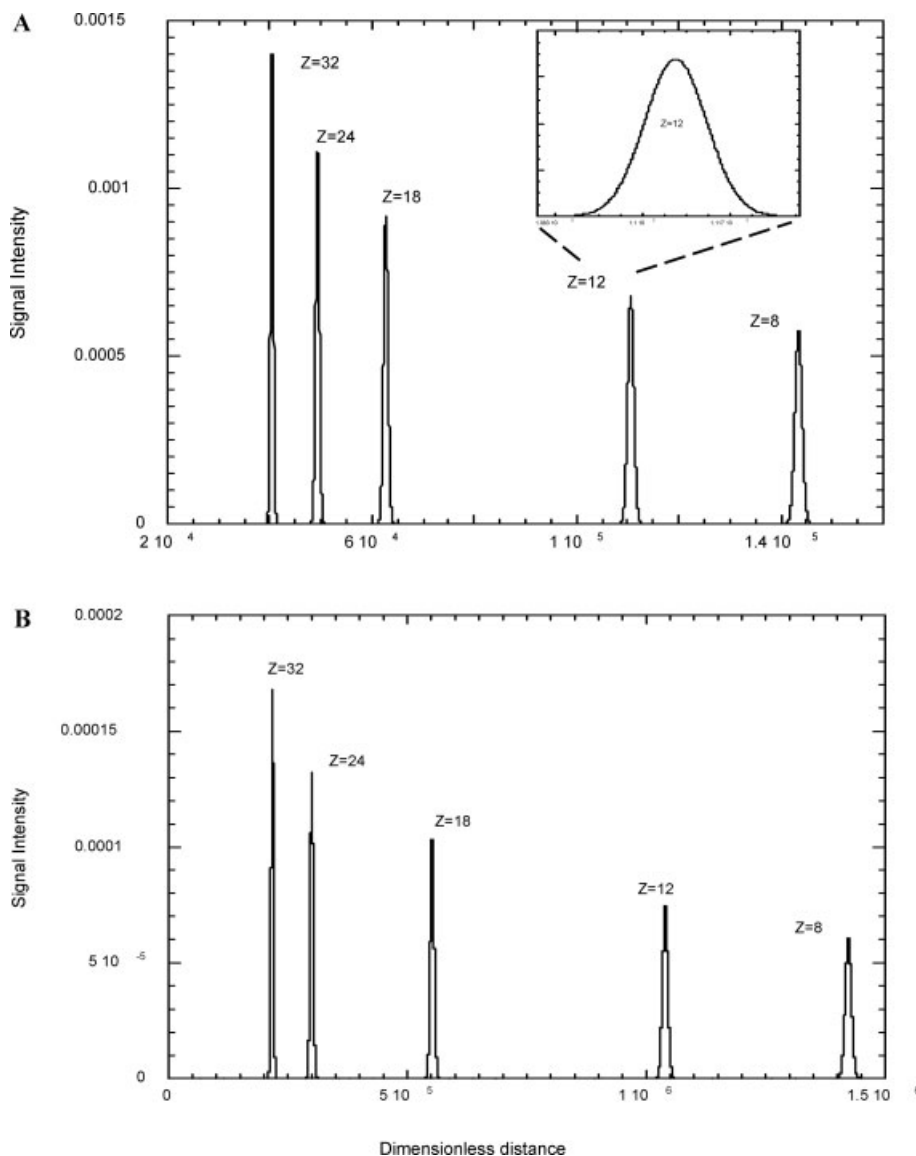 A
0.0015
Z=32
Z=24
Z=18
Z=12
Z=12
Z=8
0.001
0.0005
0
Signal Intensity
2 10 4
6 10 4
1 10 5
1.4 10 5
B
0.0002
Z=32
Z=24
Z=18
Z=12
Z=8
0.00015
0.0001
5 10 -5
0
Signal Intensity
0
5 10 5
1 10 6
1.5 10
Dimensionless distance